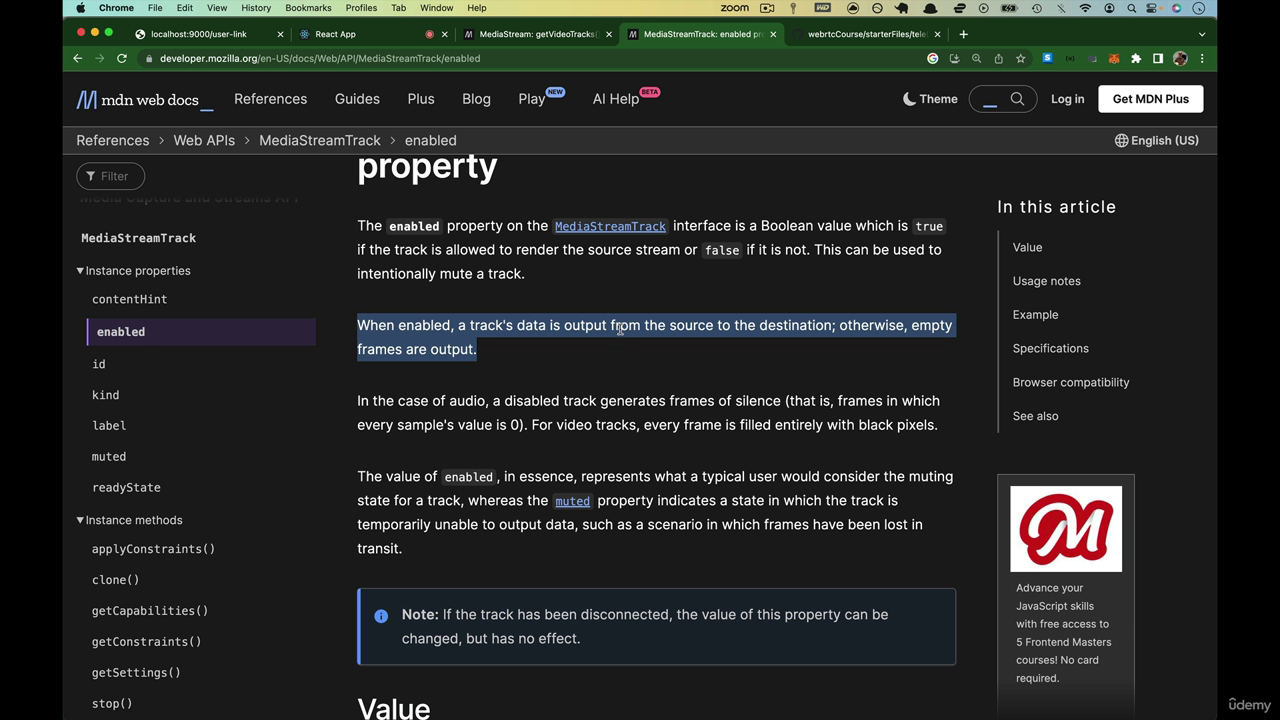 Chrome File Edit View History Bookmarks Profiles Tab Window Help zoom
localhost:9000/user-link React App MediaStream: getVideoTracks( MediaStreamTrack: enabled pro webrtcCourse/starterFiles/tele
developer.mozilla.org/en-US/docs/Web/API/MediaStreamTrack/enabled
mdn web docs_ References Guides Plus Blog Play NEW AI Help BETA Theme Log in Get MDN Plus
References Web APIs MediaStreamTrack enabled English (US)
property
Filter
Media Capture and Streams API
MediaStreamTrack
Instance properties
contentHint
enabled
id
kind
label
muted
readyState
Instance methods
applyConstraints()
clone()
getCapabilities()
getConstraints()
getSettings()
stop()
The enabled property on the MediaStreamTrack interface is a Boolean value which is true
if the track is allowed to render the source stream or false if it is not. This can be used to
intentionally mute a track.
When enabled, a track's data is output from the source to the destination; otherwise, empty
frames are output.
In the case of audio, a disabled track generates frames of silence (that is, frames in which
every sample's value is 0). For video tracks, every frame is filled entirely with black pixels.
The value of enabled, in essence, represents what a typical user would consider the muting
state for a track, whereas the muted property indicates a state in which the track is
temporarily unable to output data, such as a scenario in which frames have been lost in
transit.
Note: If the track has been disconnected, the value of this property can be
changed, but has no effect.
Value
In this article
Value
Usage notes
Example
Specifications
Browser compatibility
See also
Advance your
JavaScript skills
with free access to
5 Frontend Masters
courses! No card
required.
ûdemy